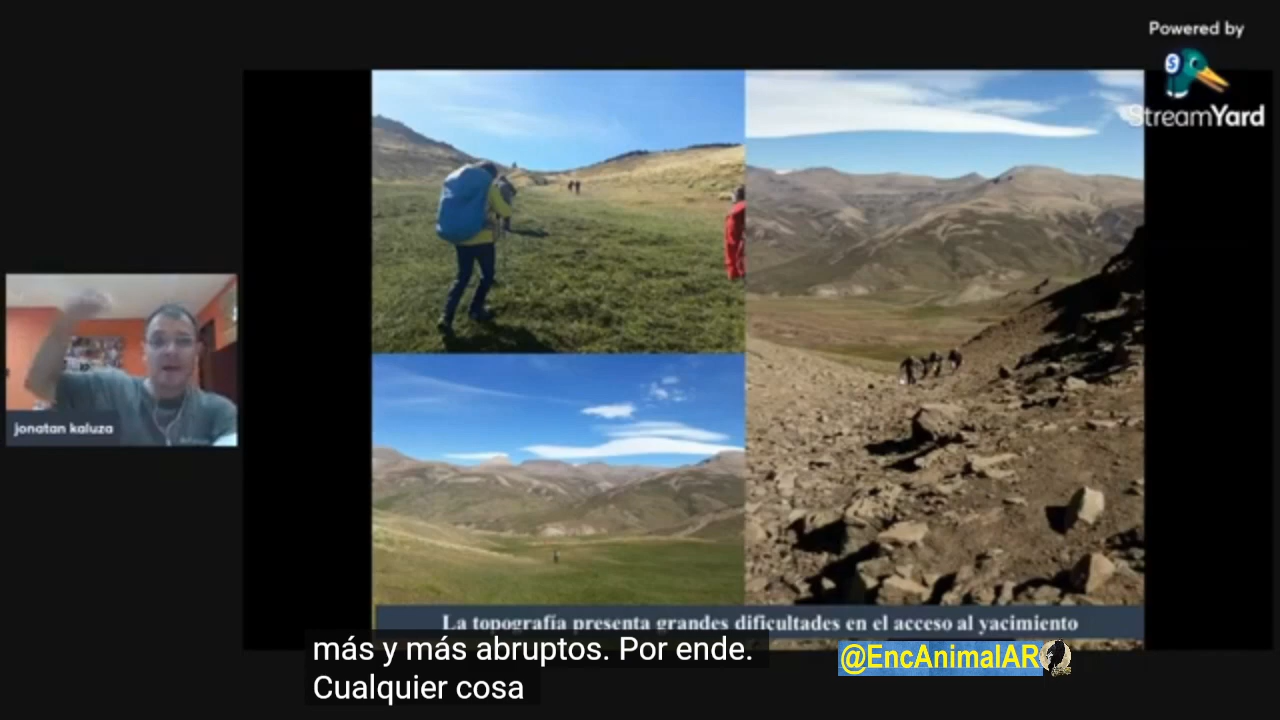 Powered by
StreamYard
jonatan kaluza
La topografía presenta grandes dificultades en el acceso al yacimiento
más y más abruptos. Por ende.
Cualquier cosa
@EncAnimalAR